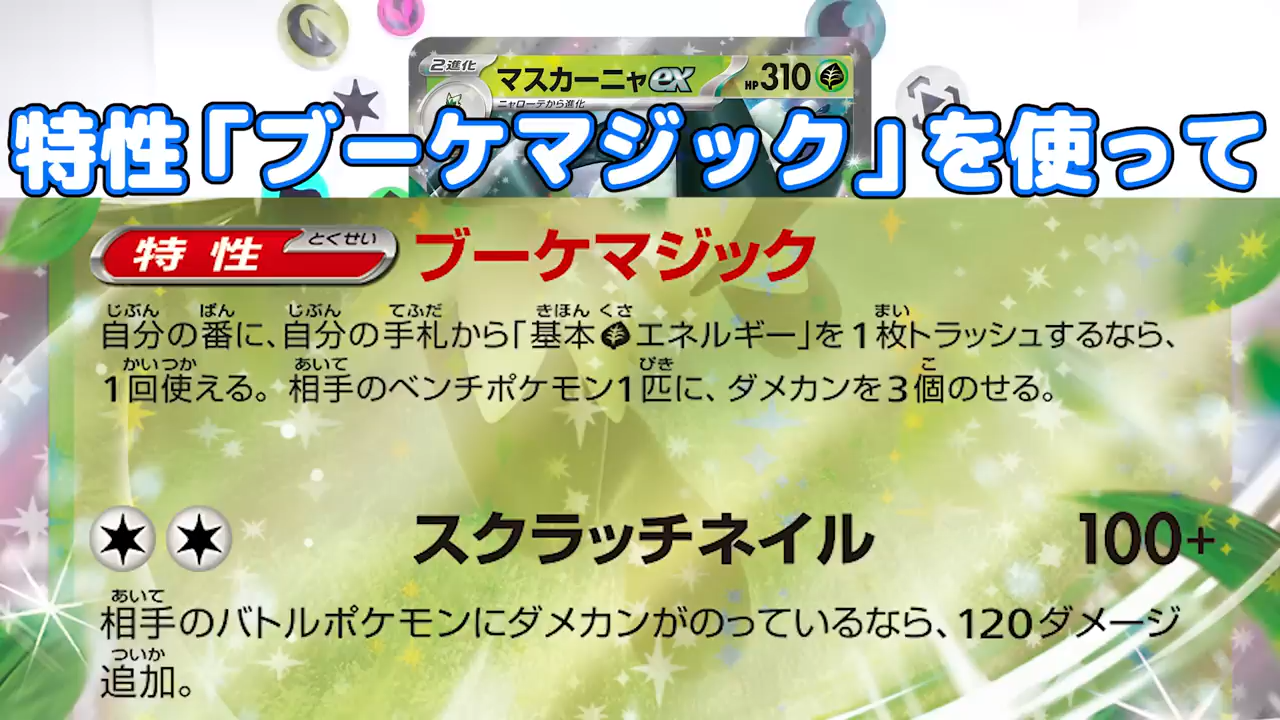 2進化 マスカーニャex HP310
ニャローテから進化
特性「ブーケマジック」を使って
特性 とくせい ブーケマジック
じぶん ばん じぶん てふだ きほん くさ まい
自分の番に、自分の手札から「基本エネルギー」を1枚トラッシュするなら、
かい つか あいて ぴき こ
1回使える。相手のベンチポケモン1匹に、ダメカンを3個のせる。
スクラッチネイル 100+
あいて
相手のバトルポケモンにダメカンがのっているなら、120ダメージ
ついか
追加。